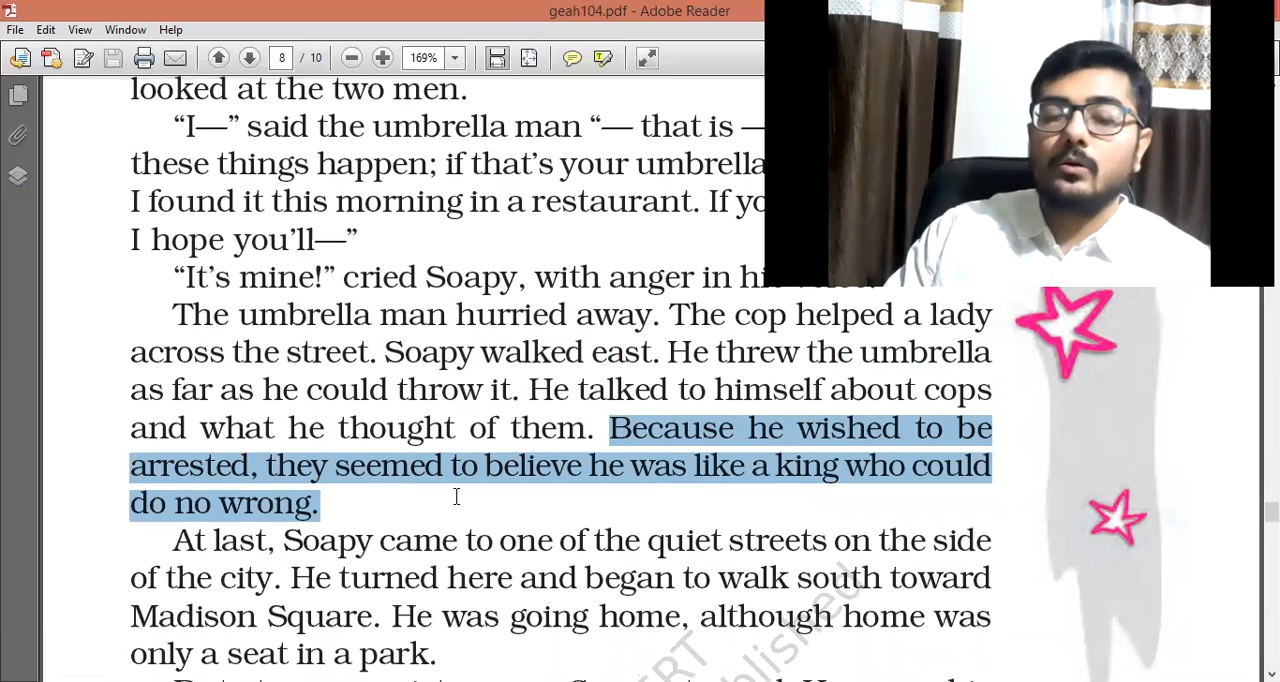 geah104.pdf - Adobe Reader
File Edit View Window Help
8 / 10 169%
looked at the two men.
“I—” said the umbrella man “— that is —
these things happen; if that’s your umbrella
I found it this morning in a restaurant. If yo
I hope you’ll—”
“It’s mine!” cried Soapy, with anger in hi
The umbrella man hurried away. The cop helped a lady
across the street. Soapy walked east. He threw the umbrella
as far as he could throw it. He talked to himself about cops
and what he thought of them. Because he wished to be
arrested, they seemed to believe he was like a king who could
do no wrong.
At last, Soapy came to one of the quiet streets on the side
of the city. He turned here and began to walk south toward
Madison Square. He was going home, although home was
only a seat in a park.